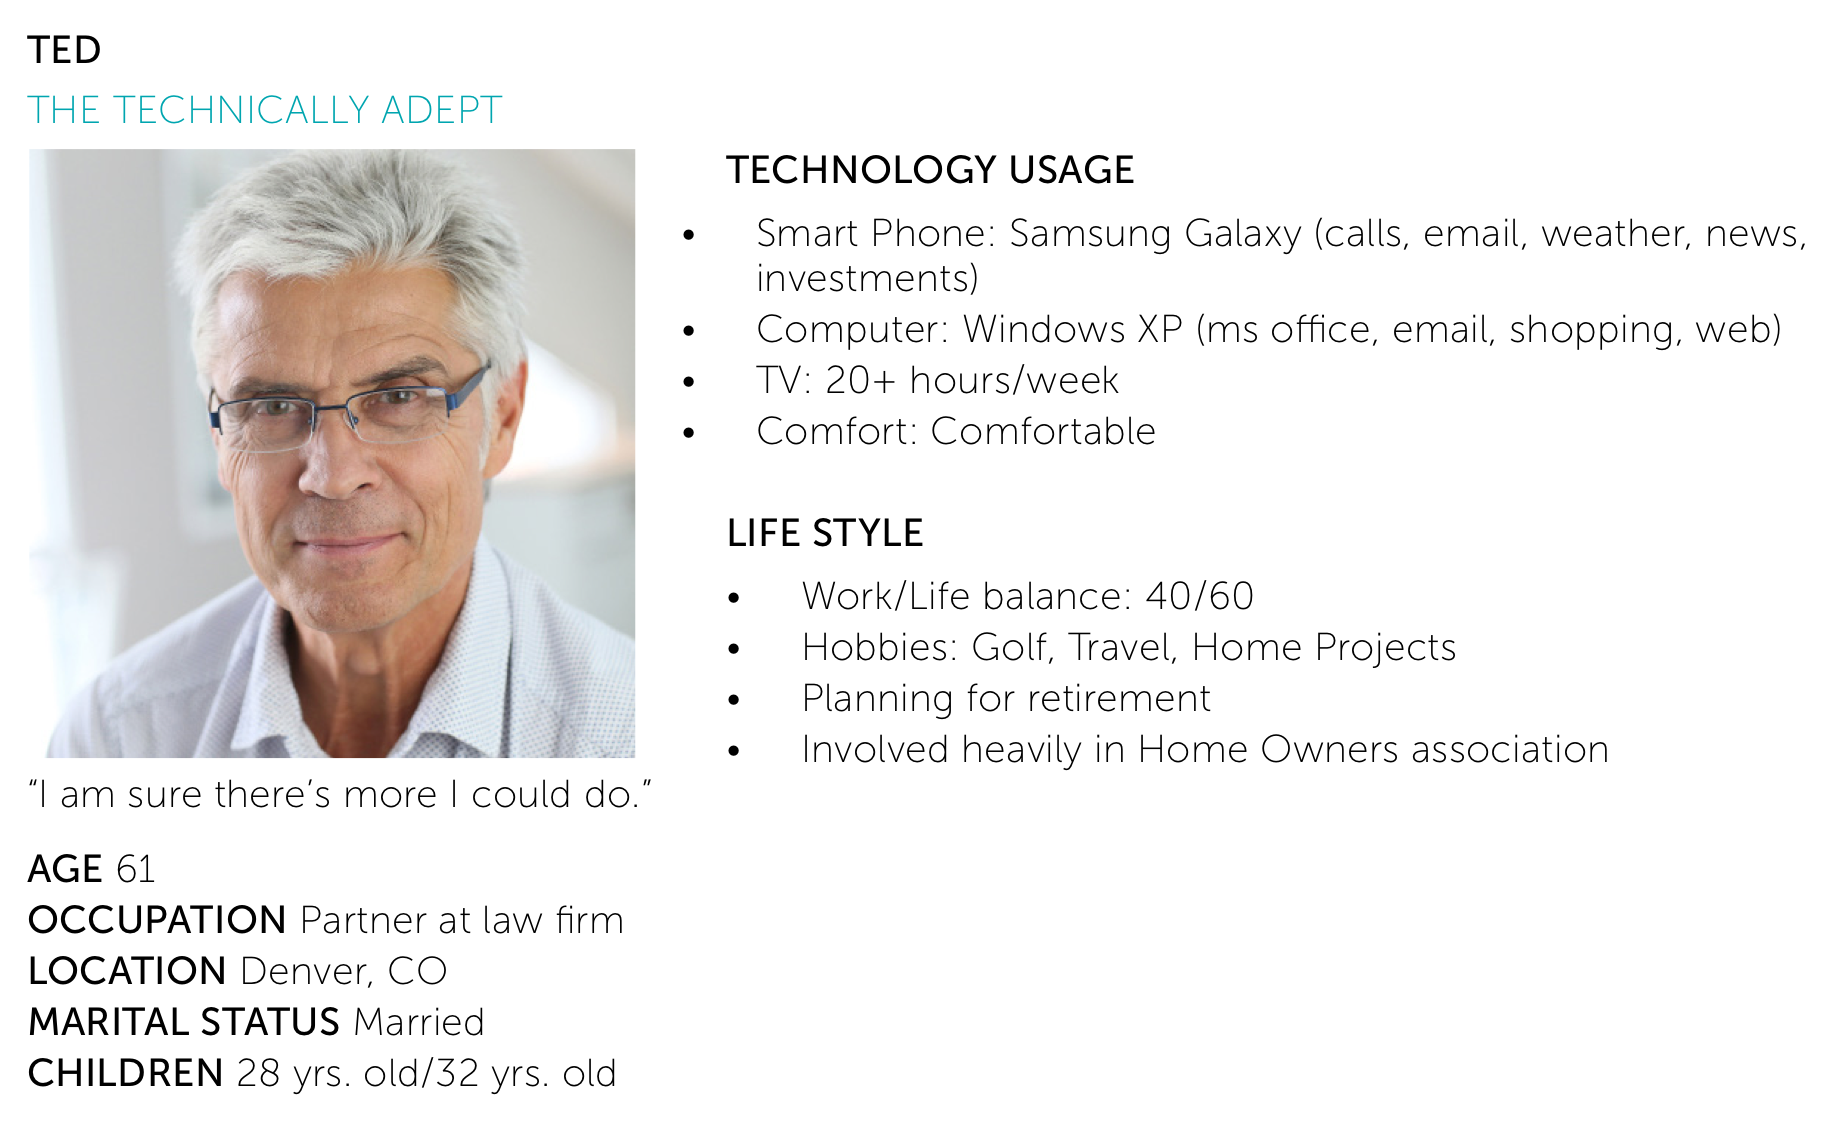 TED
THE TECHNICALLY ADEPT
“I am sure there’s more I could do.”
AGE 61
OCCUPATION Partner at law firm
LOCATION Denver, CO
MARITAL STATUS Married
CHILDREN 28 yrs. old/32 yrs. old
TECHNOLOGY USAGE
• Smart Phone: Samsung Galaxy (calls, email, weather, news,
investments)
• Computer: Windows XP (ms office, email, shopping, web)
• TV: 20+ hours/week
• Comfort: Comfortable
LIFE STYLE
• Work/Life balance: 40/60
• Hobbies: Golf, Travel, Home Projects
• Planning for retirement
• Involved heavily in Home Owners association